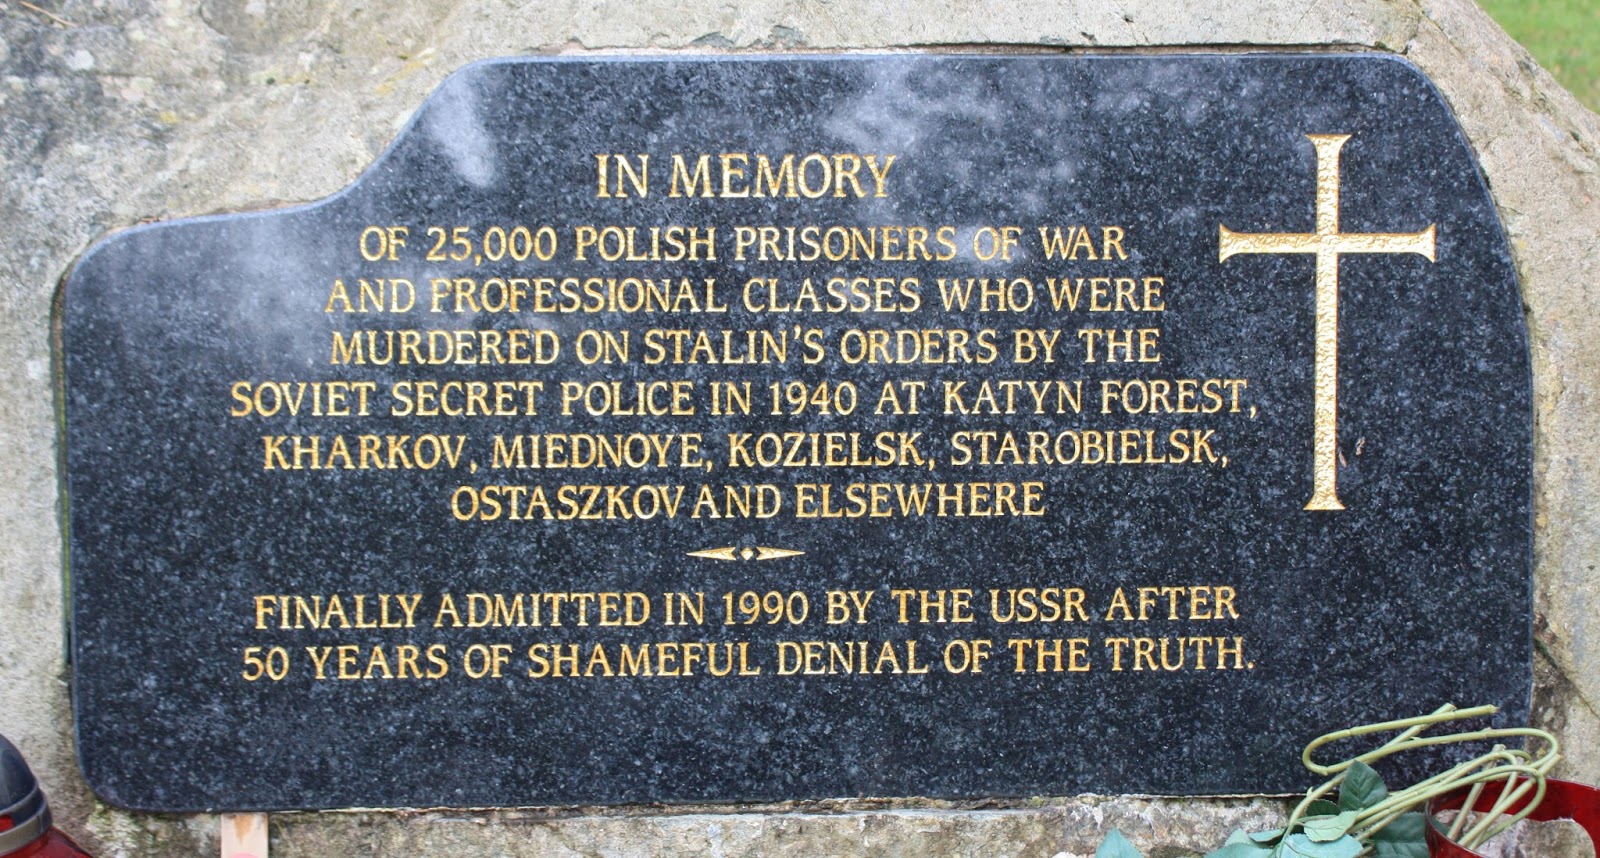 IN MEMORY
OF 25,000 POLISH PRISONERS OF WAR
AND PROFESSIONAL CLASSES WHO WERE
MURDERED ON STALIN'S ORDERS BY THE
SOVIET SECRET POLICE IN 1940 AT KATYN FOREST,
KHARKOV, MIEDNOYE, KOZIELSK, STAROBIELSK,
OSTASZKOV AND ELSEWHERE
FINALLY ADMITTED IN 1990 BY THE USSR AFTER
50 YEARS OF SHAMEFUL DENIAL OF THE TRUTH.